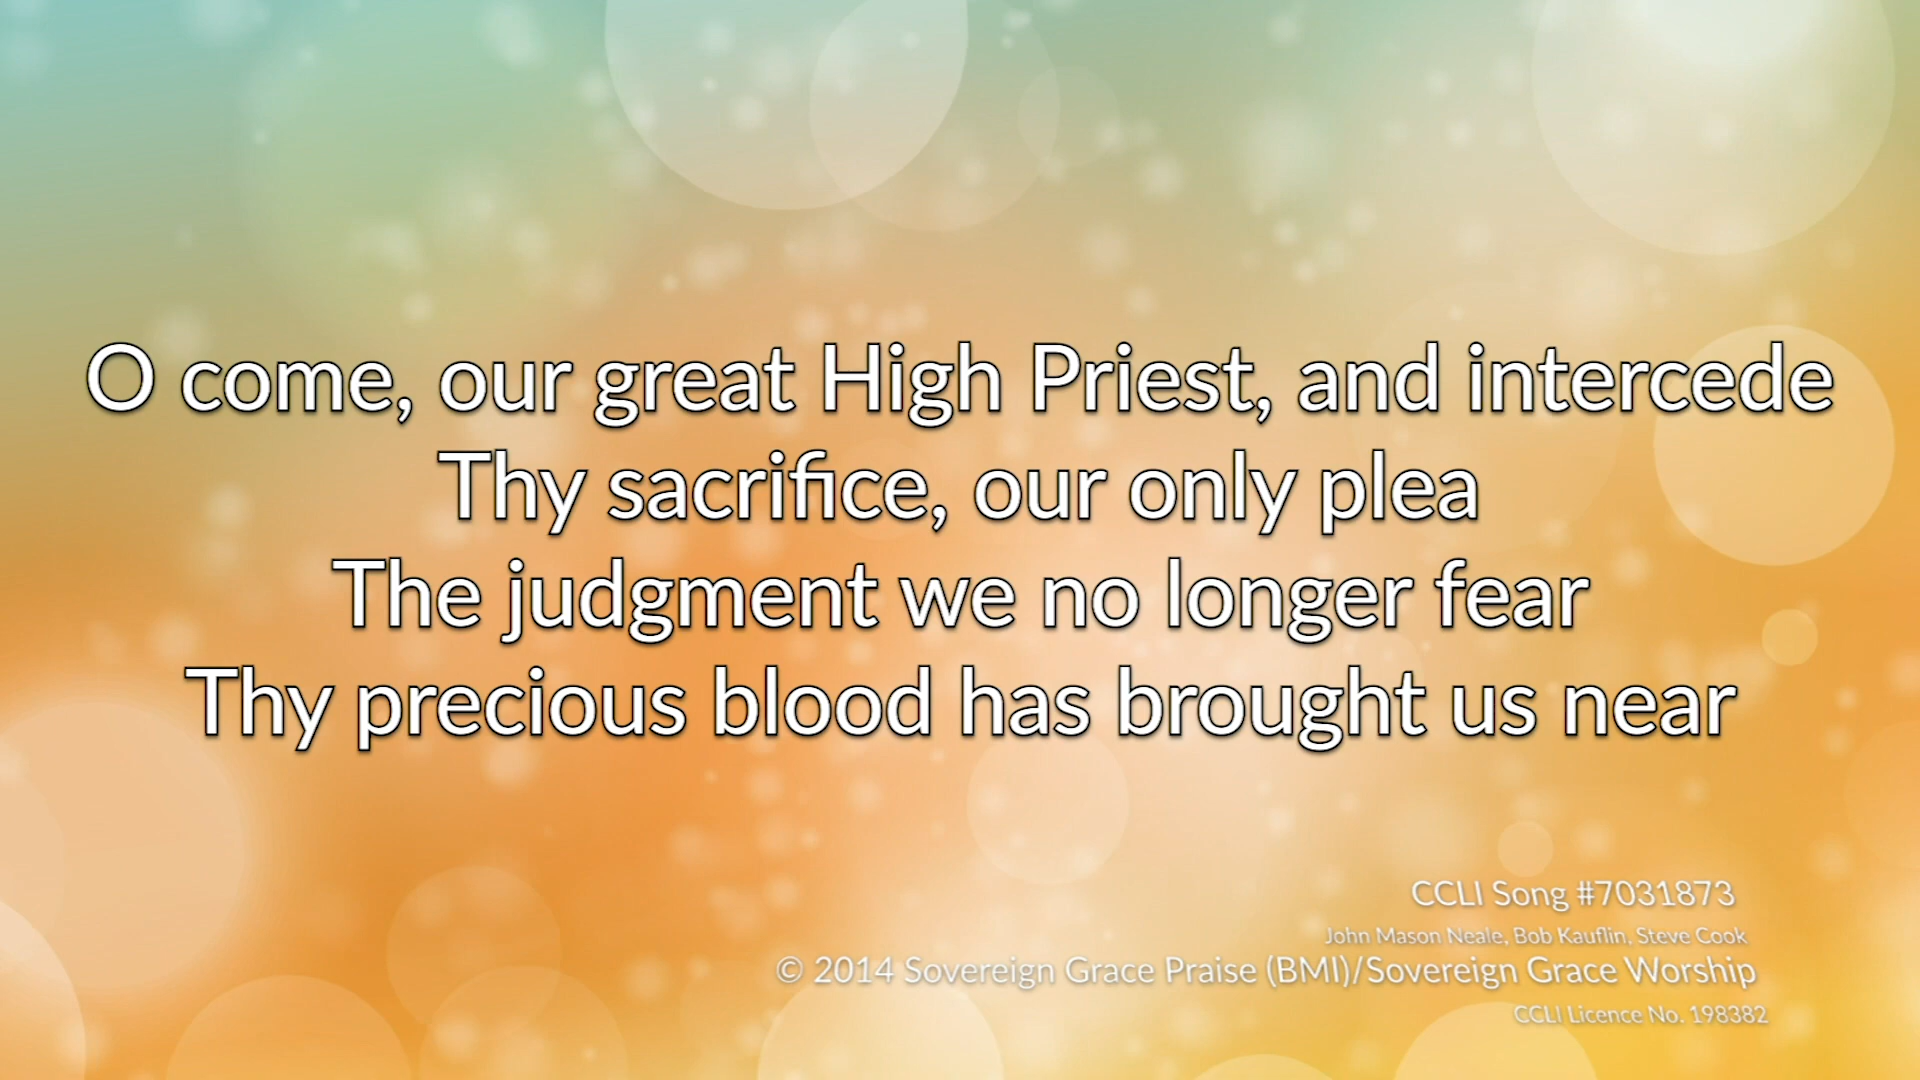 O come, our great High Priest, and intercede
Thy sacrifice, our only plea
The judgment we no longer fear
Thy precious blood has brought us near
CCLI Song #7031873
John Mason Neale, Bob Kauflin, Steve Cook
© 2014 Sovereign Grace Praise (BMI)/Sovereign Grace Worship
CCLI Licence No. 198382